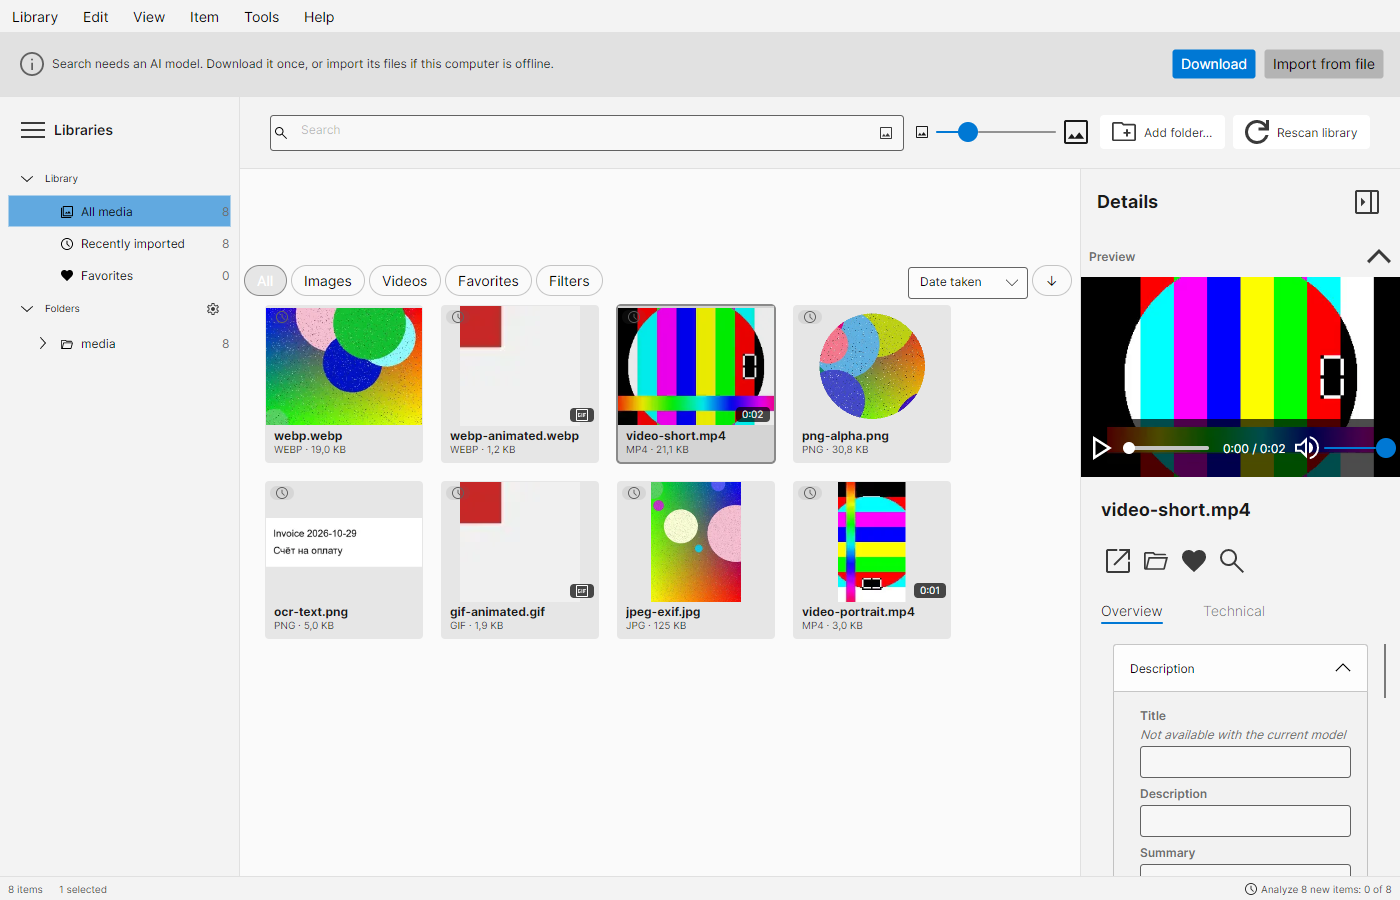 Library Edit View Item Tools Help
Search needs an AI model. Download it once, or import its files if this computer is offline.
Download
Import from file
Libraries
Search
Add folder...
Rescan library
Library
All media 8
Recently imported 8
Favorites 0
Folders
media 8
All
Images
Videos
Favorites
Filters
Date taken
webp.webp
WEBP · 19,0 KB
GIF
webp-animated.webp
WEBP · 1,2 KB
0:02
video-short.mp4
MP4 · 21,1 KB
png-alpha.png
PNG · 30,8 KB
Invoice 2026-10-29
Счёт на оплату
ocr-text.png
PNG · 5,0 KB
GIF
gif-animated.gif
GIF · 1,9 KB
jpeg-exif.jpg
JPG · 125 KB
0:01
video-portrait.mp4
MP4 · 3,0 KB
Details
Preview
0
0:00 / 0:02
video-short.mp4
Overview
Technical
Description
Title
Not available with the current model
Description
Summary
8 items
1 selected
Analyze 8 new items: 0 of 8